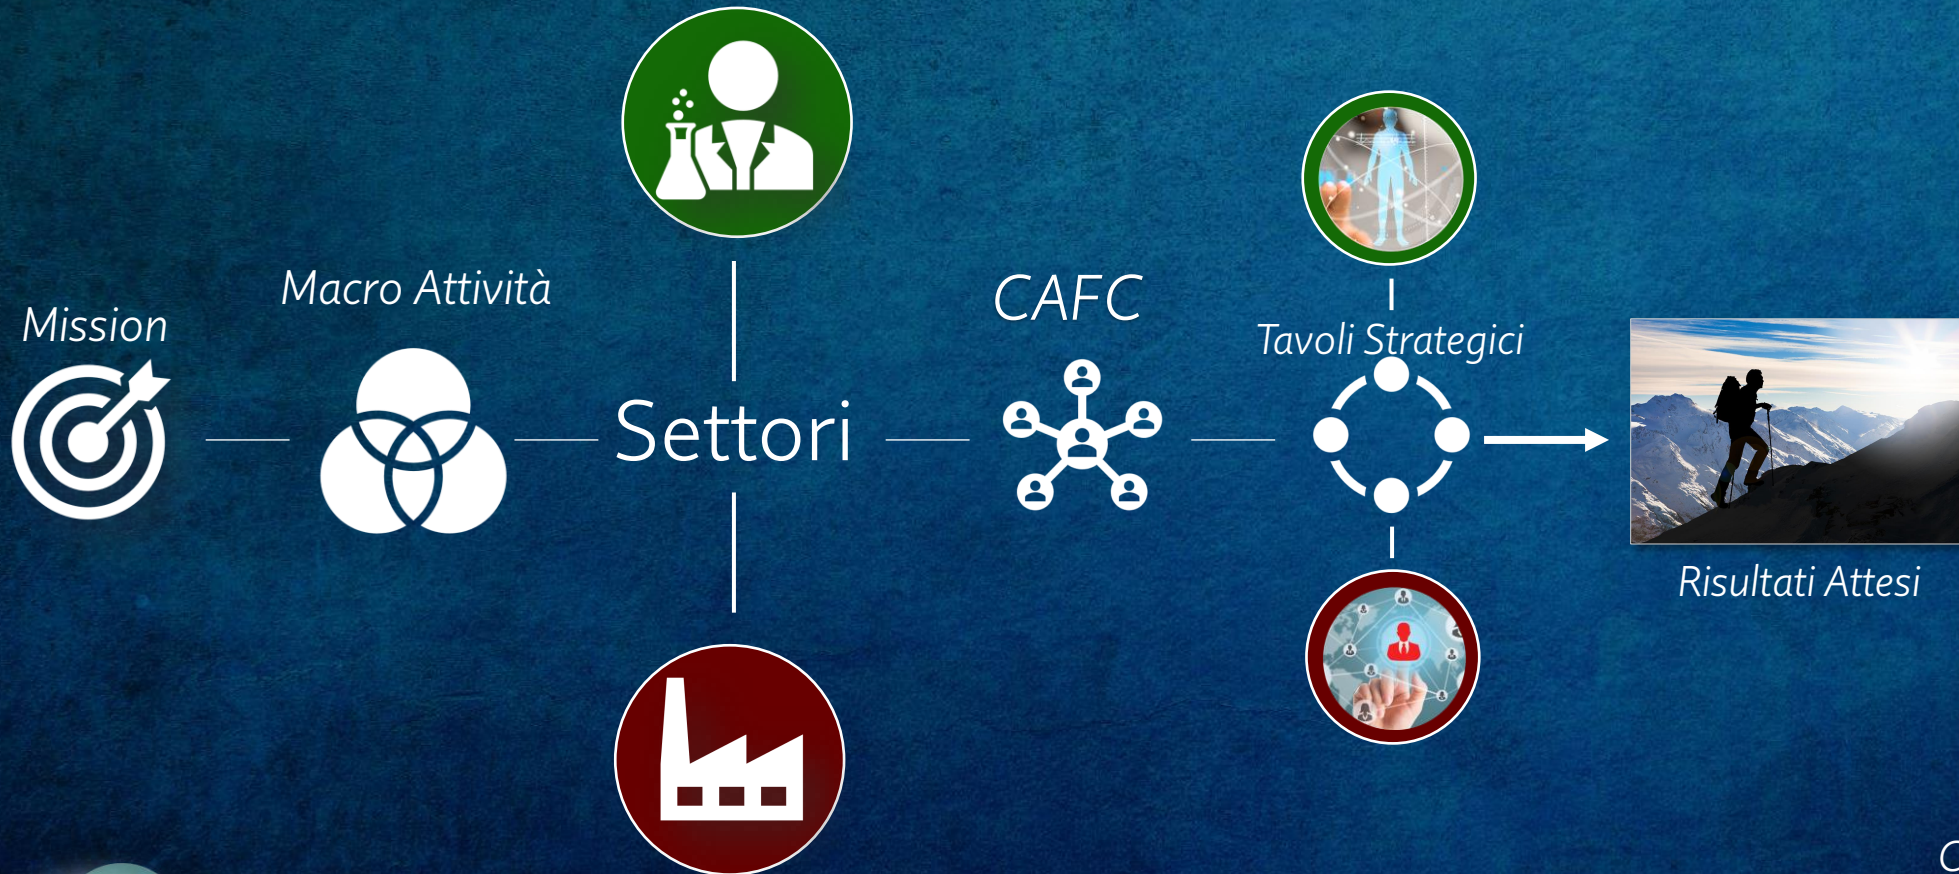 Mission
Macro Attività
Settori
CAFC
Tavoli Strategici
Risultati Attesi